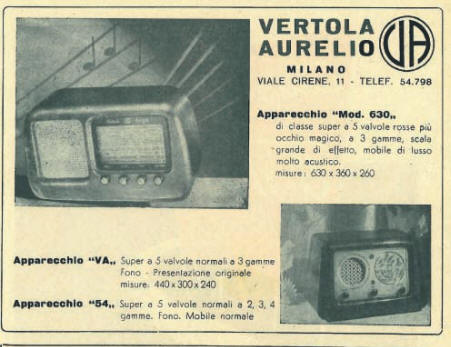 VERTOLA
AURELIO
VA
MILANO
VIALE CIRENE, 11 - TELEF. 54.798
Apparecchio "Mod. 630„
di classe super a 5 valvole rosse più
occhio magico, a 3 gamme, scala
grande di effetto, mobile di lusso
molto acustico.
misure: 630 x 360 x 260
Apparecchio "VA„ Super a 5 valvole normali a 3 gamme
Fono - Presentazione originale
misure: 440 x 300 x 240
Apparecchio "54„ Super a 5 valvole normali a 2, 3, 4
gamme. Fono. Mobile normale